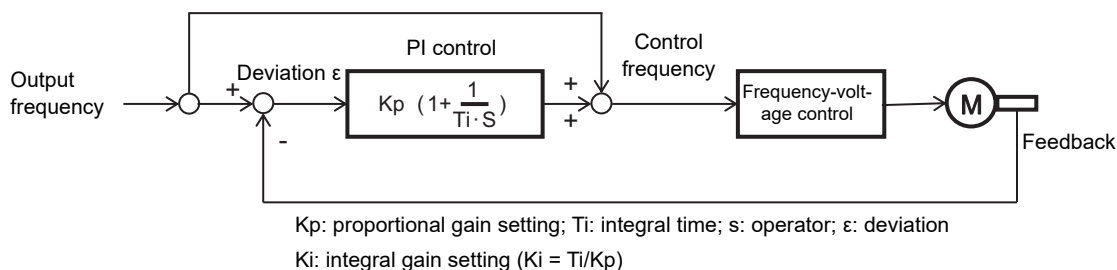 Output
frequency
Deviation ε
+
-
PI control
Kp (1+ 1/Ti·S)
+
+
Control
frequency
Frequency-volt-
age control
M
Feedback
Kp: proportional gain setting; Ti: integral time; s: operator; ε: deviation
Ki: integral gain setting (Ki = Ti/Kp)